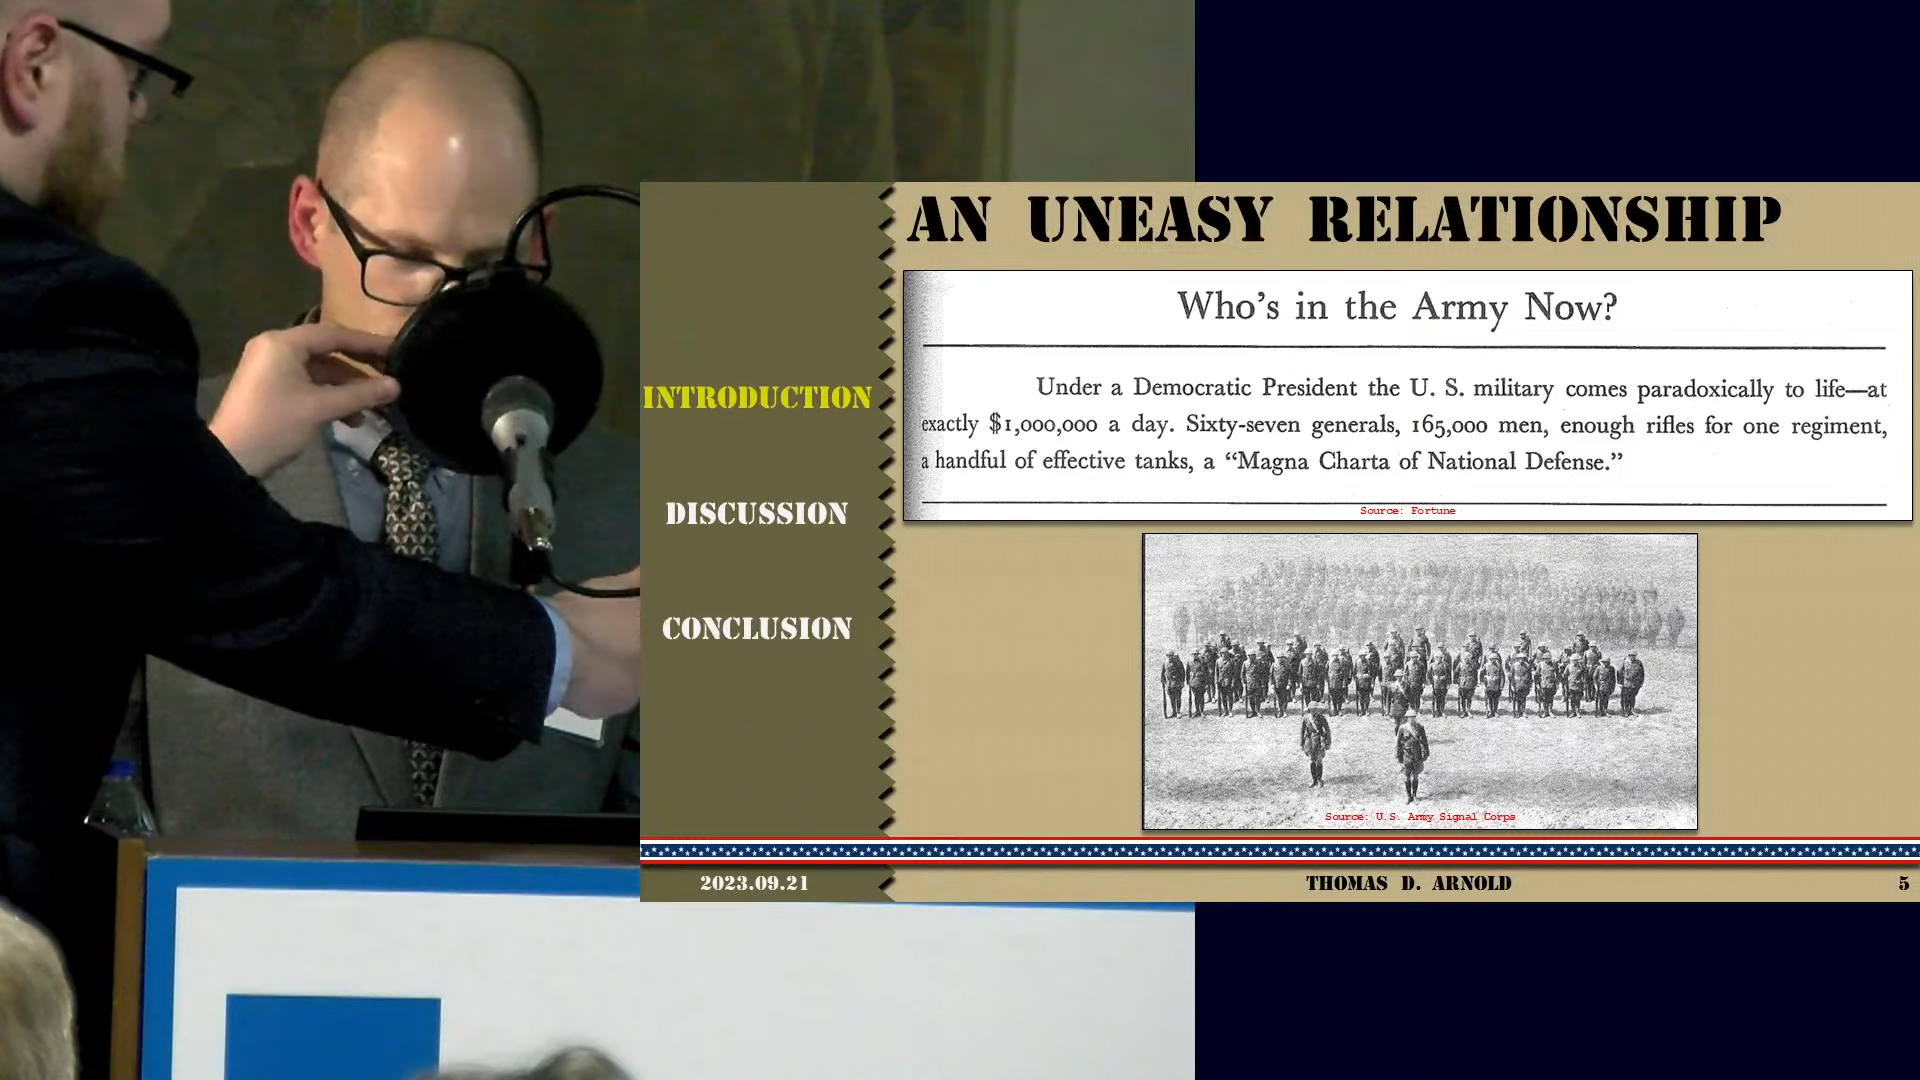 AN UNEASY RELATIONSHIP
Who's in the Army Now?
Under a Democratic President the U. S. military comes paradoxically to life—at
exactly $1,000,000 a day. Sixty-seven generals, 165,000 men, enough rifles for one regiment,
a handful of effective tanks, a “Magna Charta of National Defense.”
Source: Fortune
INTRODUCTION
DISCUSSION
CONCLUSION
Source: U.S. Army Signal Corps
2023.09.21
THOMAS D. ARNOLD
5